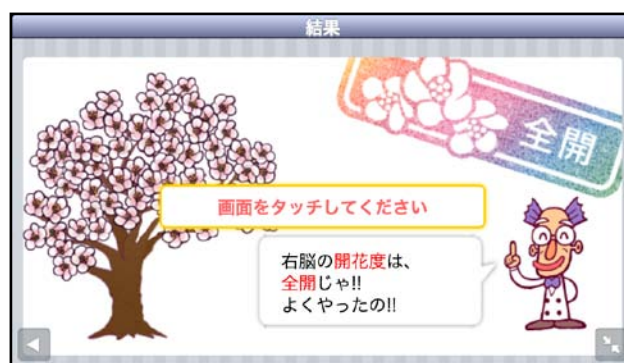 結果
全開
画面をタッチしてください
右脳の開花度は、
全開じゃ!!
よくやったの!!